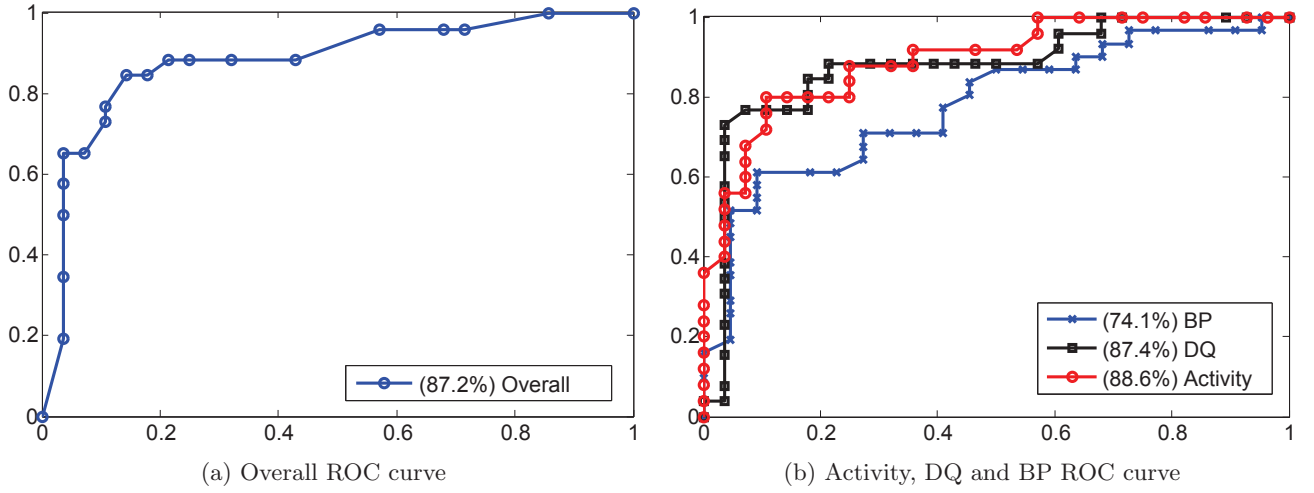 1
0.8
0.6
0.4
0.2
0
0 0.2 0.4 0.6 0.8 1
(87.2%) Overall
(a) Overall ROC curve
1
0.8
0.6
0.4
0.2
0
0 0.2 0.4 0.6 0.8 1
(74.1%) BP
(87.4%) DQ
(88.6%) Activity
(b) Activity, DQ and BP ROC curve